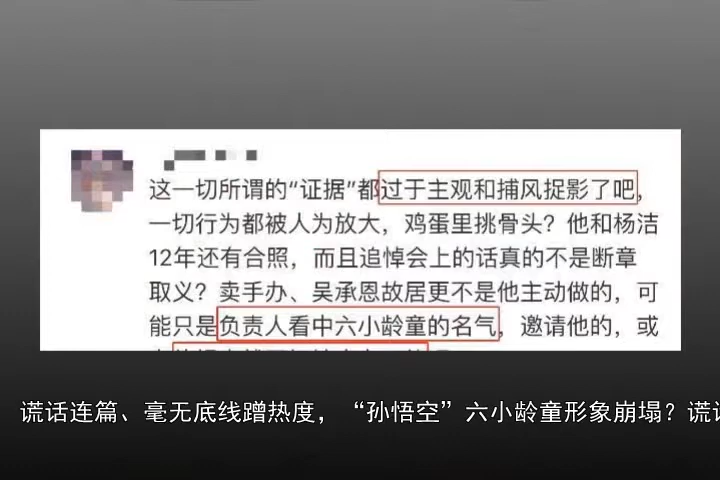 这一切所谓的“证据”都过于主观和捕风捉影了吧，
一切行为都被人为放大，鸡蛋里挑骨头？他和杨洁
12年还有合照，而且追悼会上的话真的不是断章
取义？卖手办、吴承恩故居更不是他主动做的，可
能只是负责人看中六小龄童的名气，邀请他的，或
谎话连篇、毫无底线蹭热度，“孙悟空”六小龄童形象崩塌？谎